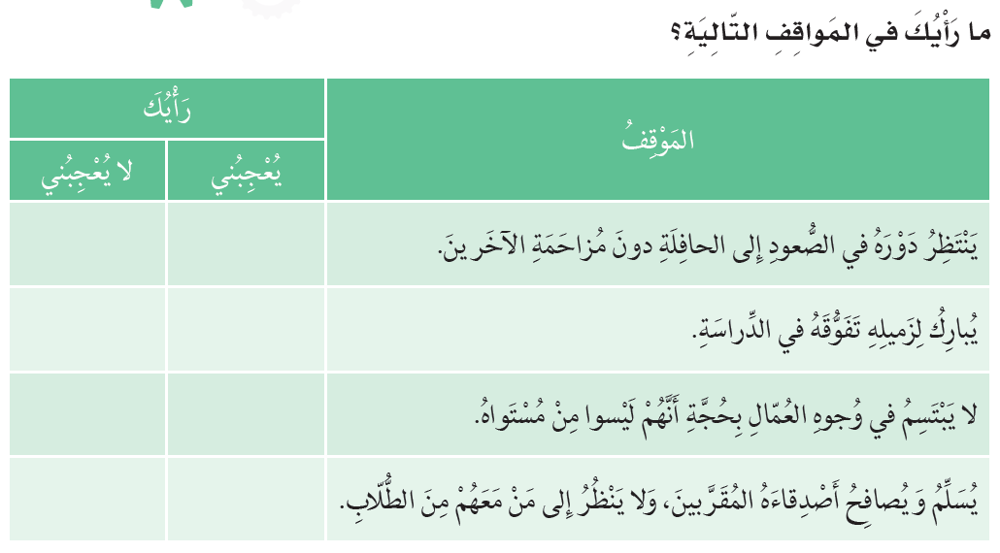 ما رَأْيُكَ في المَواقِفِ التّالِيَةِ؟
المَوْقِفُ
رَأْيُكَ
يُعْجِبُني
لا يُعْجِبُني
يَنْتَظِرُ دَوْرَهُ في الصُّعودِ إِلى الحافِلَةِ دونَ مُزاحَمَةِ الآخَرينَ.
يُبارِكُ لِزَميلِهِ تَفَوُّقَهُ في الدِّراسَةِ.
لا يَبْتَسِمُ في وُجوهِ العُمّالِ بِحُجَّةِ أَنَّهُمْ لَيْسوا مِنْ مُسْتَواهُ.
يُسَلِّمُ وَيُصافِحُ أَصْدِقاءَهُ المُقَرَّبينَ، وَلا يَنْظُرُ إِلى مَنْ مَعَهُمْ مِنَ الطُّلّابِ.